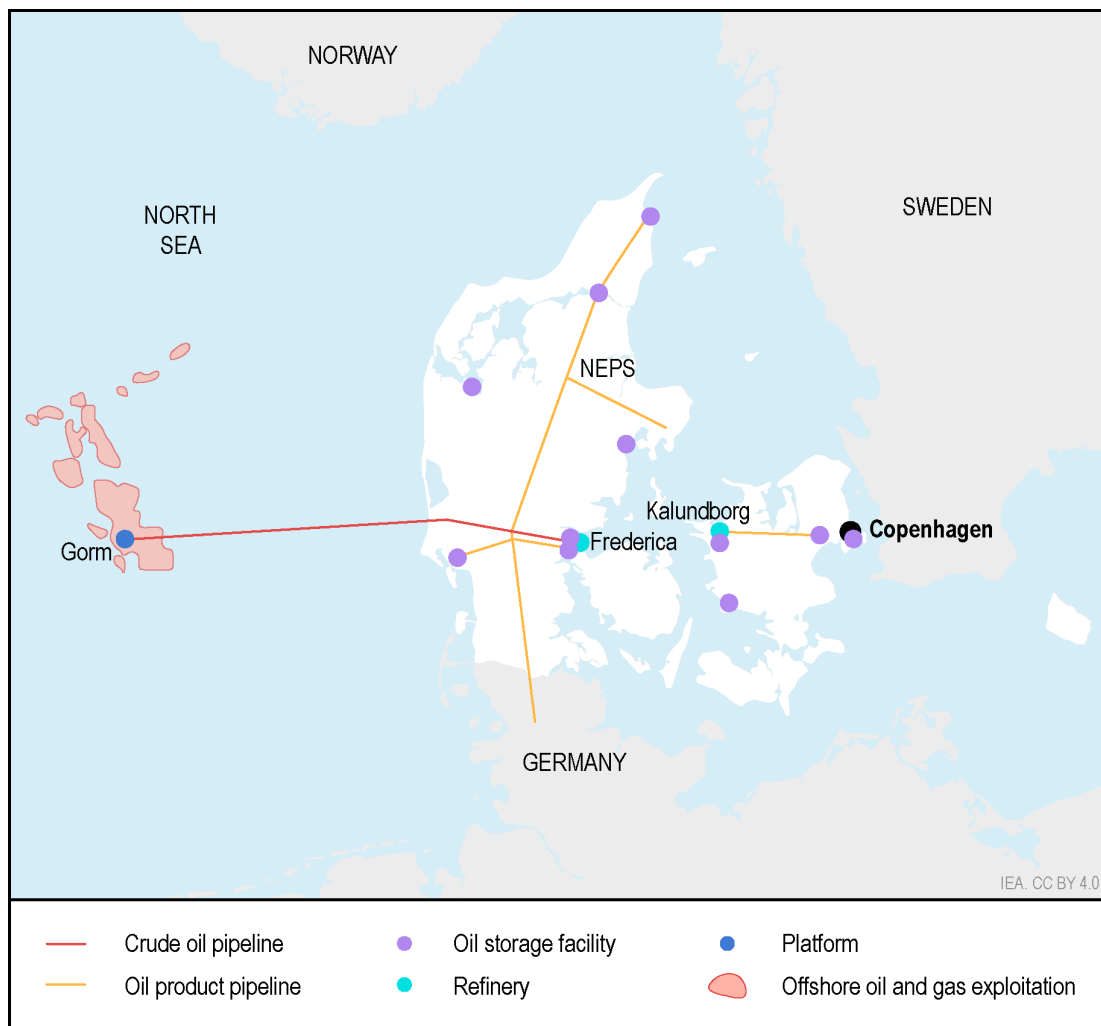 NORWAY
NORTH
SEA
SWEDEN
NEPS
Kalundborg
Copenhagen
Gorm
Frederica
GERMANY
IEA. CC BY 4.0
Crude oil pipeline
Oil storage facility
Platform
Oil product pipeline
Refinery
Offshore oil and gas exploitation